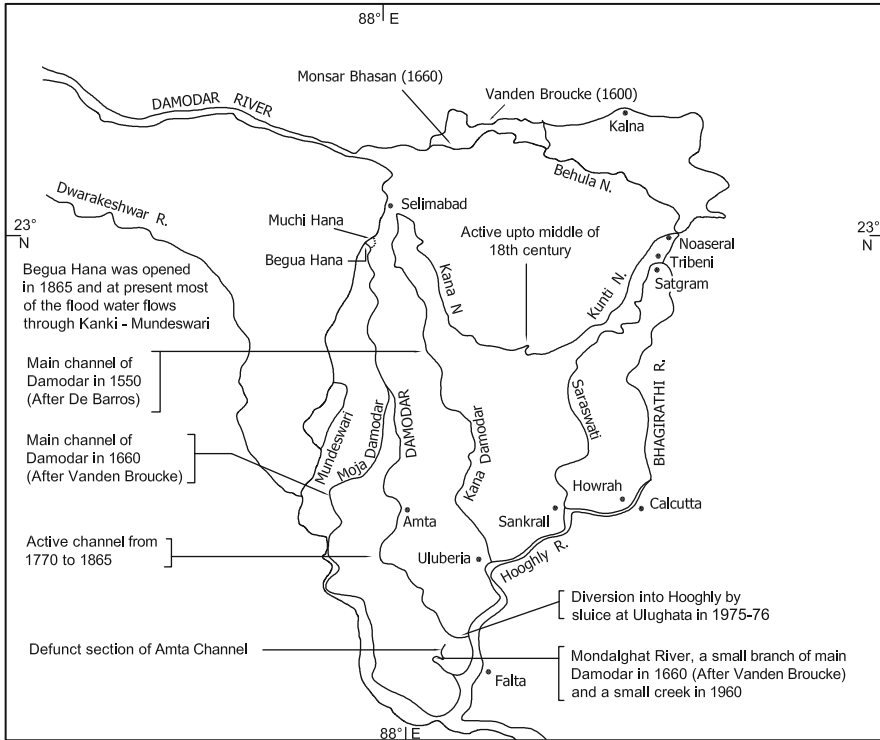 88° E
Monsar Bhasan (1660)
Vanden Broucke (1600)
DAMODAR RIVER
Kalna
Behula N.
Dwarakeshwar R.
Selimabad
23°
N
23°
N
Muchi Hana
Begua Hana
Active upto middle of
18th century
Noaseral
Tribeni
Satgram
Kana N
Kunti N.
Begua Hana was opened
in 1865 and at present most
of the flood water flows
through Kanki - Mundeswari
Main channel of
Damodar in 1550
(After De Barros)
Saraswati
BHAGIRATHI R.
Mundeswari
Moja Damodar
DAMODAR
Kana Damodar
Main channel of
Damodar in 1660
(After Vanden Broucke)
Howrah
Calcutta
Amta
Sankrall
Active channel from
1770 to 1865
Uluberia
Hooghly R.
Diversion into Hooghly by
sluice at Ulughata in 1975-76
Defunct section of Amta Channel
Mondalghat River, a small branch of main
Damodar in 1660 (After Vanden Broucke)
and a small creek in 1960
Falta
88° E